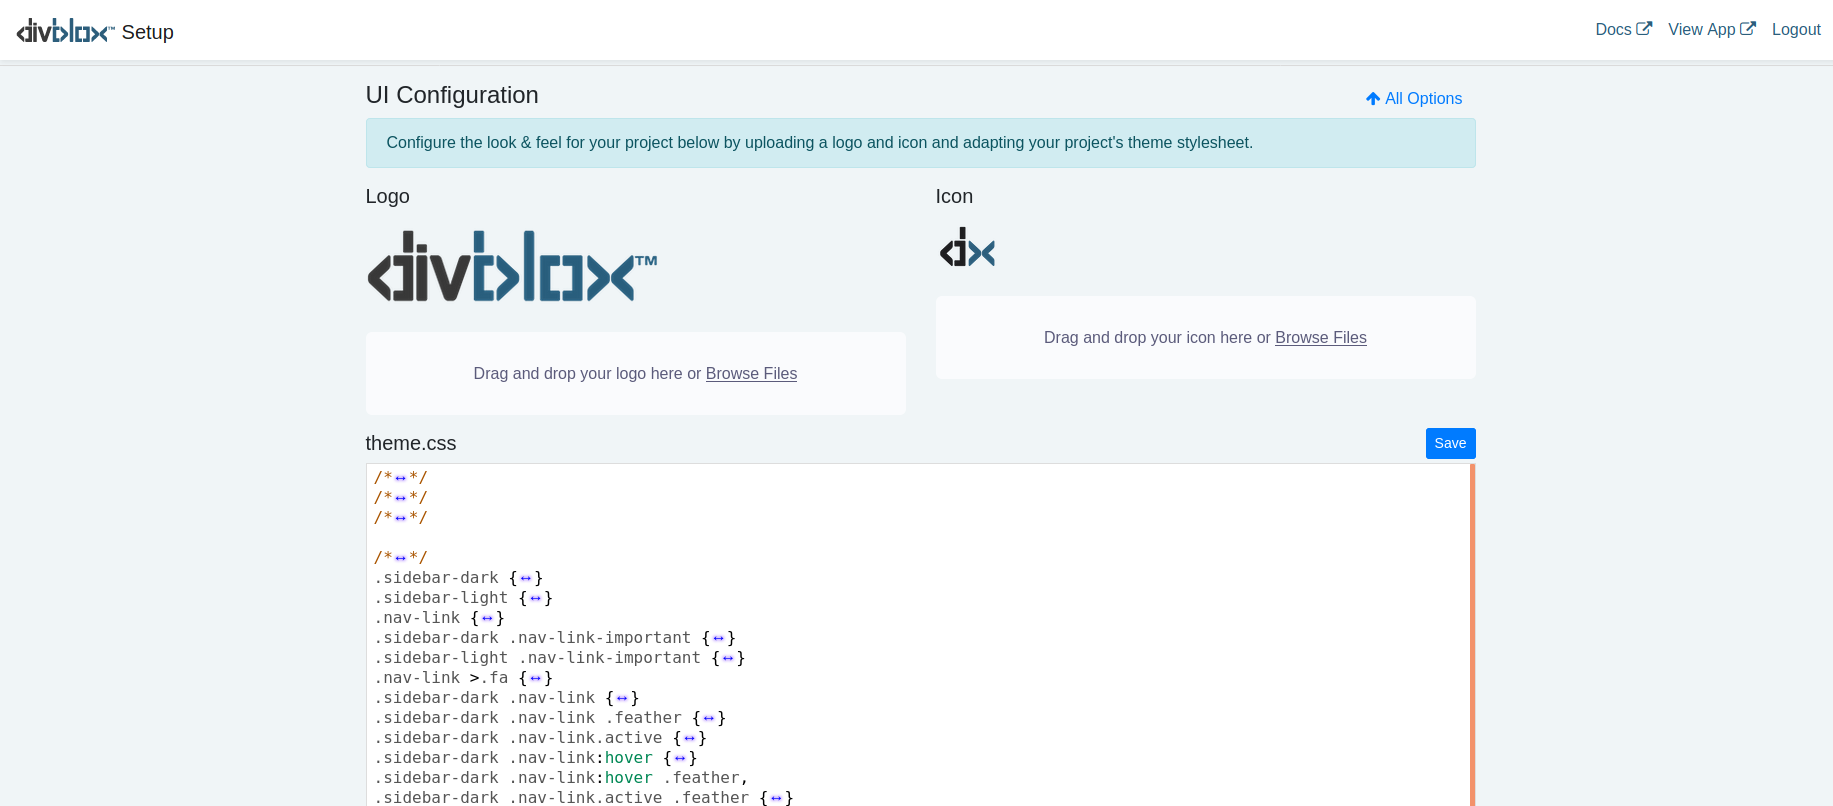 divblox™ Setup
Docs View App Logout
UI Configuration
All Options
Configure the look & feel for your project below by uploading a logo and icon and adapting your project's theme stylesheet.
Logo
divblox™
Drag and drop your logo here or Browse Files
Icon
dx
Drag and drop your icon here or Browse Files
theme.css
Save
/*↔*/
/*↔*/
/*↔*/
/*↔*/
.sidebar-dark {↔}
.sidebar-light {↔}
.nav-link {↔}
.sidebar-dark .nav-link-important {↔}
.sidebar-light .nav-link-important {↔}
.nav-link >.fa {↔}
.sidebar-dark .nav-link {↔}
.sidebar-dark .nav-link .feather {↔}
.sidebar-dark .nav-link.active {↔}
.sidebar-dark .nav-link:hover {↔}
.sidebar-dark .nav-link:hover .feather,
.sidebar-dark .nav-link.active .feather {↔}